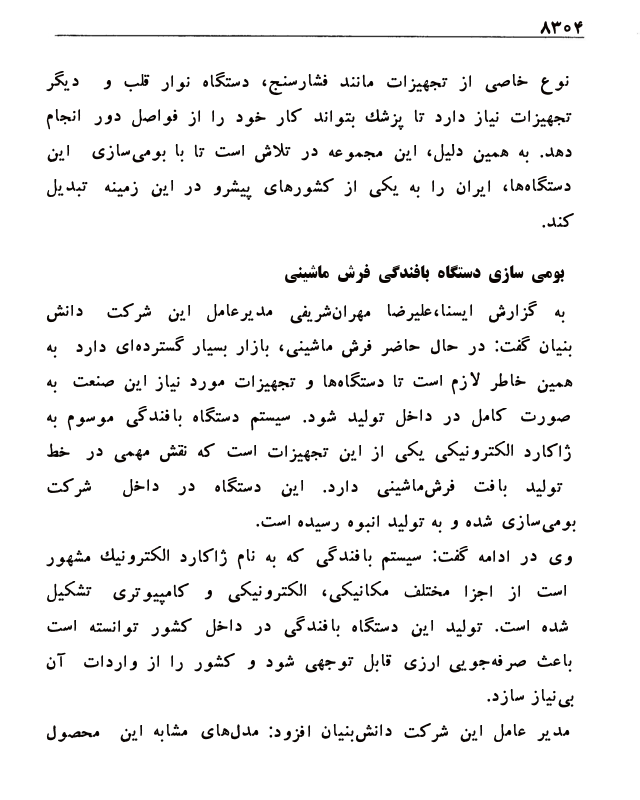 ۸۳۰۴
نوع خاصی از تجهیزات مانند فشارسنج، دستگاه نوار قلب و دیگر
تجهیزات نیاز دارد تا پزشك بتواند کار خود را از فواصل دور انجام
دهد. به همین دلیل، این مجموعه در تلاش است تا با بومی‌سازی این
دستگاه‌ها، ایران را به یکی از کشورهای پیشرو در این زمینه تبدیل
کند.
بومی سازی دستگاه بافندگی فرش ماشینی
به گزارش ایسنا،علیرضا مهران‌شریفی مدیرعامل این شرکت دانش
بنیان گفت: در حال حاضر فرش ماشینی، بازار بسیار گسترده‌ای دارد به
همین خاطر لازم است تا دستگاه‌ها و تجهیزات مورد نیاز این صنعت به
صورت کامل در داخل تولید شود. سیستم دستگاه بافندگی موسوم به
ژاکارد الکترونیکی یکی از این تجهیزات است که نقش مهمی در خط
تولید بافت فرش‌ماشینی دارد. این دستگاه در داخل شرکت
بومی‌سازی شده و به تولید انبوه رسیده است.
وی در ادامه گفت: سیستم بافندگی که به نام ژاکارد الکترونیك مشهور
است از اجزا مختلف مکانیکی، الکترونیکی و کامپیوتری تشکیل
شده است. تولید این دستگاه بافندگی در داخل کشور توانسته است
باعث صرفه‌جویی ارزی قابل توجهی شود و کشور را از واردات آن
بی‌نیاز سازد.
مدیر عامل این شرکت دانش‌بنیان افزود: مدل‌های مشابه این محصول